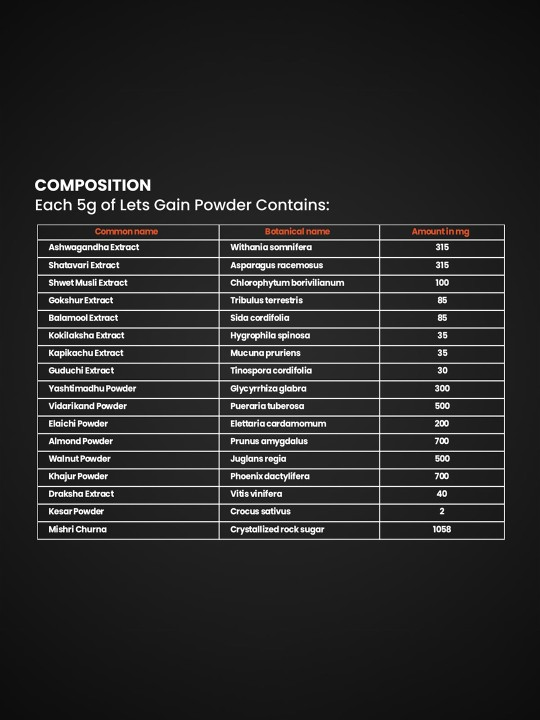 COMPOSITION
Each 5g of Lets Gain Powder Contains:
Common name Botanical name Amount in mg
Ashwagandha Extract Withania somnifera 315
Shatavari Extract Asparagus racemosus 315
Shwet Musli Extract Chlorophytum borivilianum 100
Gokshur Extract Tribulus terrestris 85
Balamool Extract Sida cordifolia 85
Kokilaksha Extract Hygrophila spinosa 35
Kapikachu Extract Mucuna pruriens 35
Guduchi Extract Tinospora cordifolia 30
Yashtimadhu Powder Glycyrrhiza glabra 300
Vidarikand Powder Pueraria tuberosa 500
Elaichi Powder Elettaria cardamomum 200
Almond Powder Prunus amygdalus 700
Walnut Powder Juglans regia 500
Khajur Powder Phoenix dactylifera 700
Draksha Extract Vitis vinifera 40
Kesar Powder Crocus sativus 2
Mishri Churna Crystallized rock sugar 1058